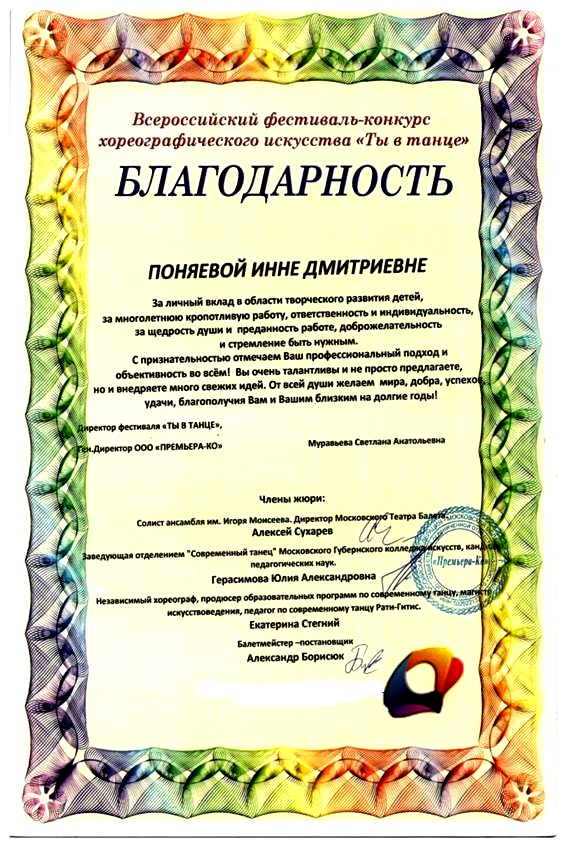 Всероссийский фестиваль-конкурс
хореографического искусства «Ты в танце»
БЛАГОДАРНОСТЬ
ПОНЯЕВОЙ ИННЕ ДМИТРИЕВНЕ
За личный вклад в области творческого развития детей,
за многолетнюю кропотливую работу, ответственность и индивидуальность,
за щедрость души и преданность работе, доброжелательность
и стремление быть нужным.
С признательностью отмечаем Ваш профессиональный подход и
объективность во всём! Вы очень талантливы и не просто предлагаете,
но и внедряете много свежих идей. От всей души желаем мира, добра, успехов,
удачи, благополучия Вам и Вашим близким на долгие годы!
Директор фестиваля «ТЫ В ТАНЦЕ»,
Ген.Директор ООО «ПРЕМЬЕРА-КО» Муравьева Светлана Анатольевна
Члены жюри:
Солист ансамбля им. Игоря Моисеева. Директор Московского Театра Балета.
Алексей Сухарев
Заведующая отделением "Современный танец" Московского Губернского колледжа искусств, кандидат
педагогических наук.
Герасимова Юлия Александровна
«Премьера-Ко»
Независимый хореограф, продюсер образовательных программ по современному танцу, магистр
искусствоведения, педагог по современному танцу Рати-Гитис.
Екатерина Стегний
Балетмейстер –постановщик
Александр Борисюк